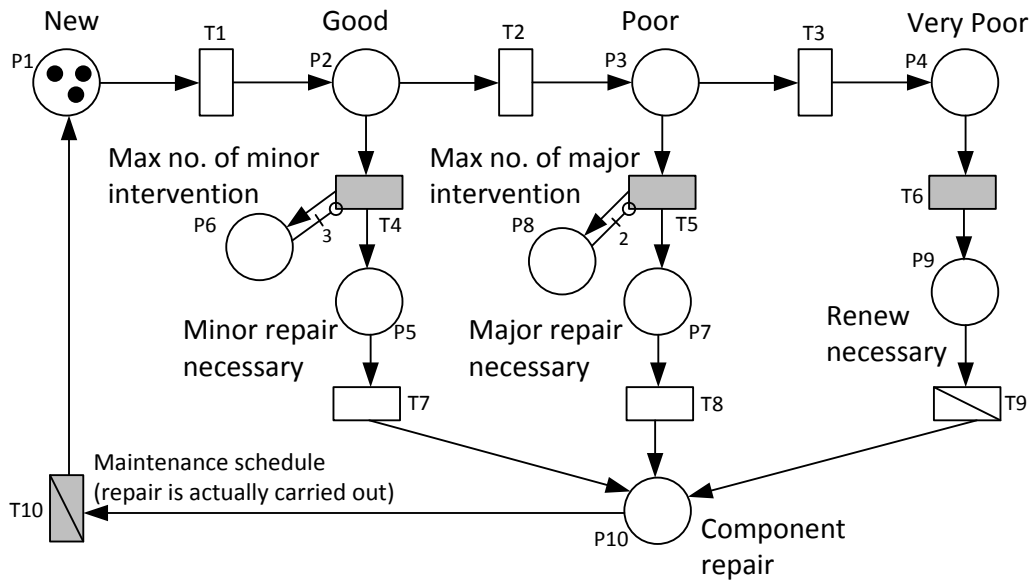 New
Good
Poor
Very Poor
P1
T1
P2
T2
P3
T3
P4
Max no. of minor
intervention
P6
3
T4
Max no. of major
intervention
P8
2
T5
T6
P9
Minor repair
necessary
P5
Major repair
necessary
P7
Renew
necessary
T7
T8
T9
Maintenance schedule
(repair is actually carried out)
T10
P10
Component
repair